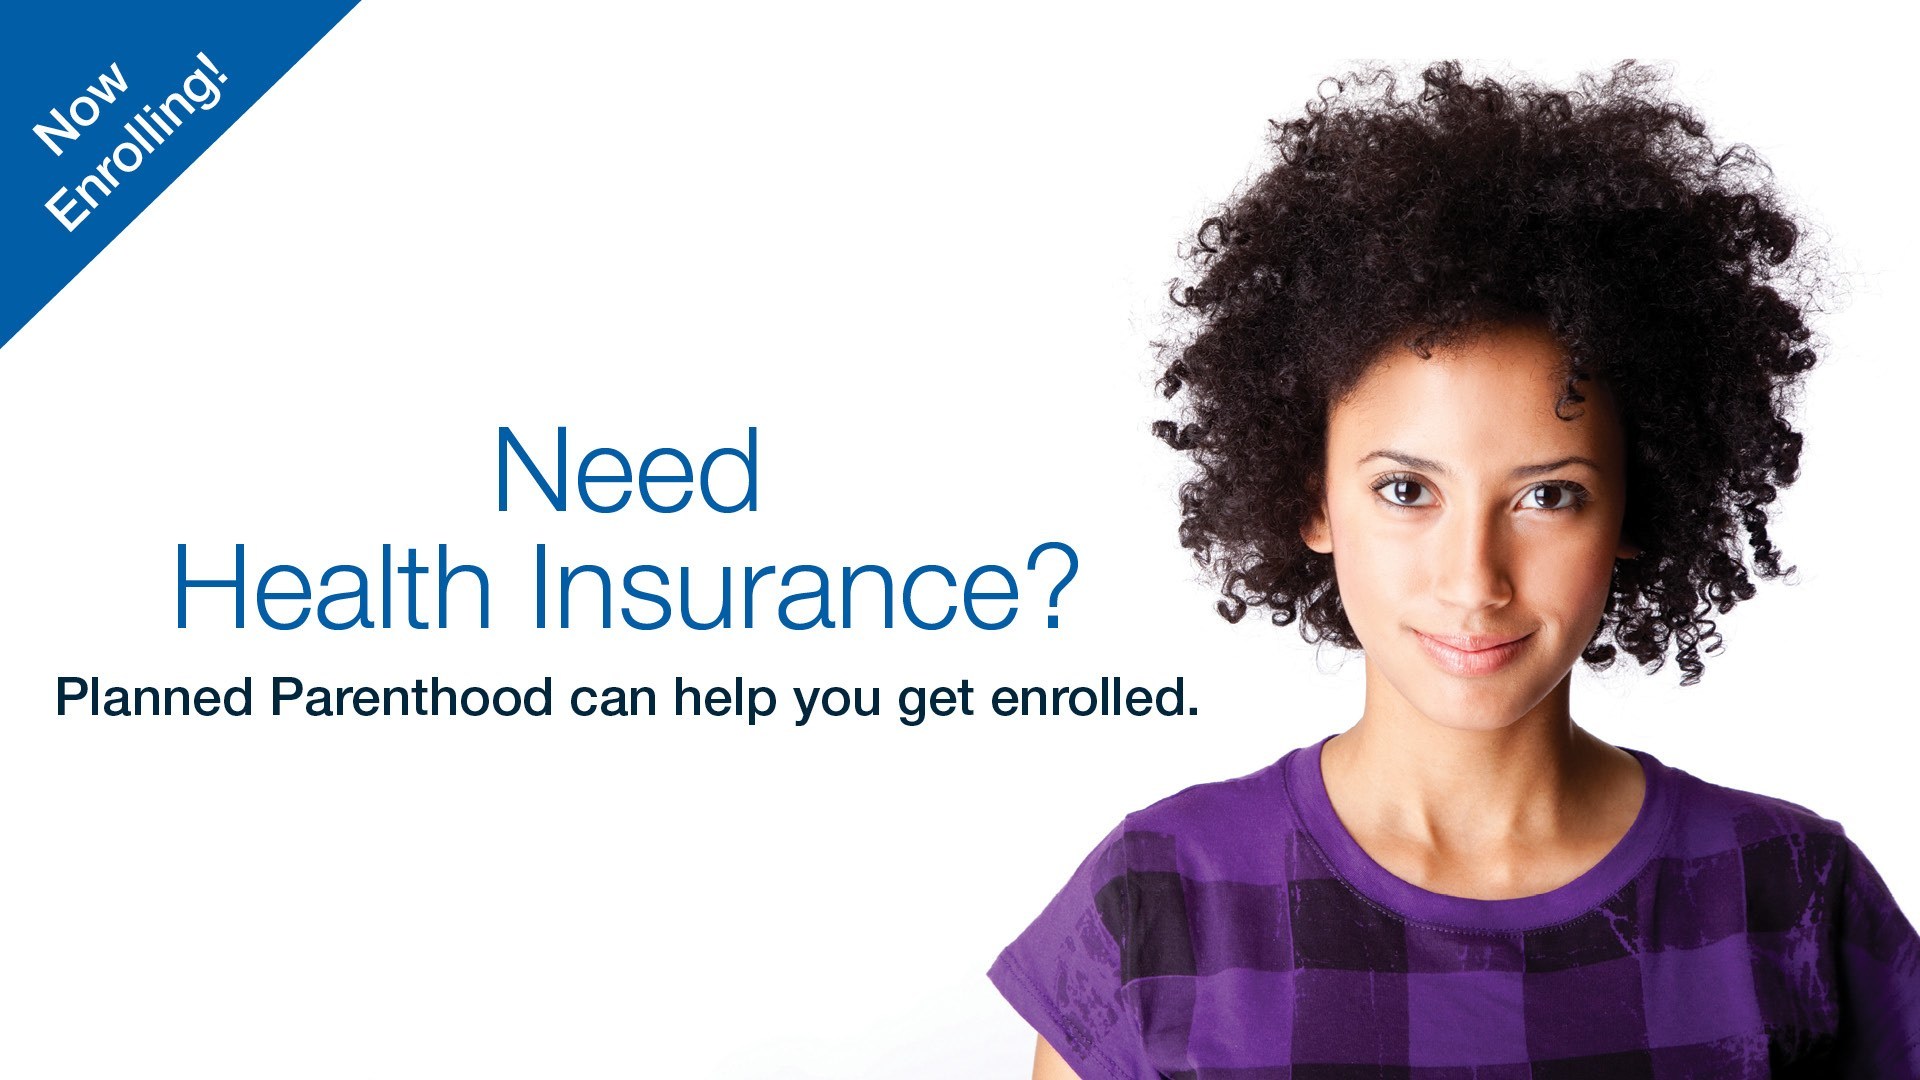 Now
Enrolling!
Need
Health Insurance?
Planned Parenthood can help you get enrolled.